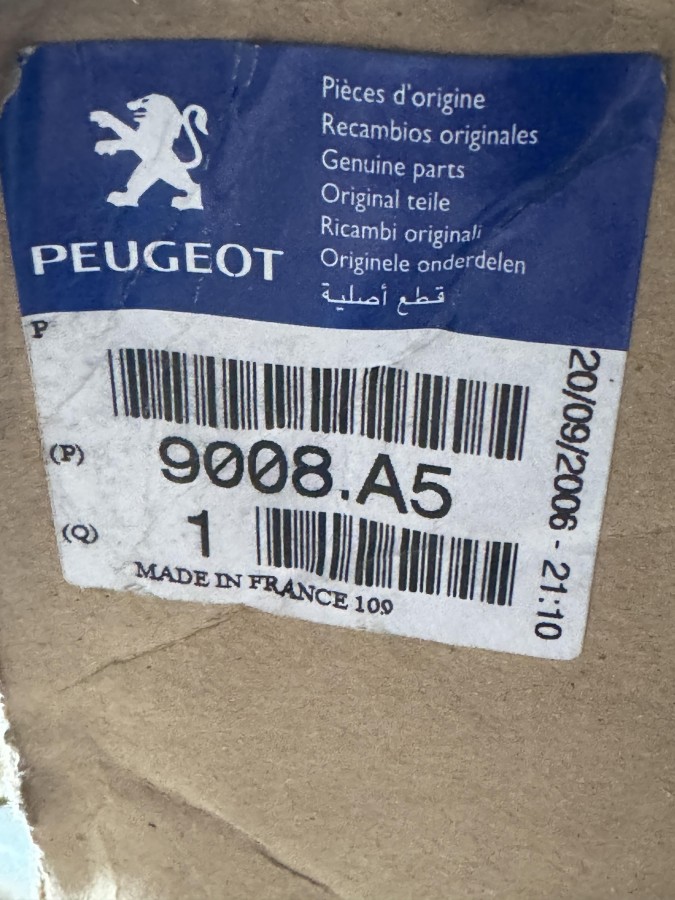 PEUGEOT
Pièces d'origine
Recambios originales
Genuine parts
Original teile
Ricambi originali
Originele onderdelen
قطع أصلية
P
(P)
9008.A5
(Q)
1
MADE IN FRANCE 109
20/09/2006 - 21:10